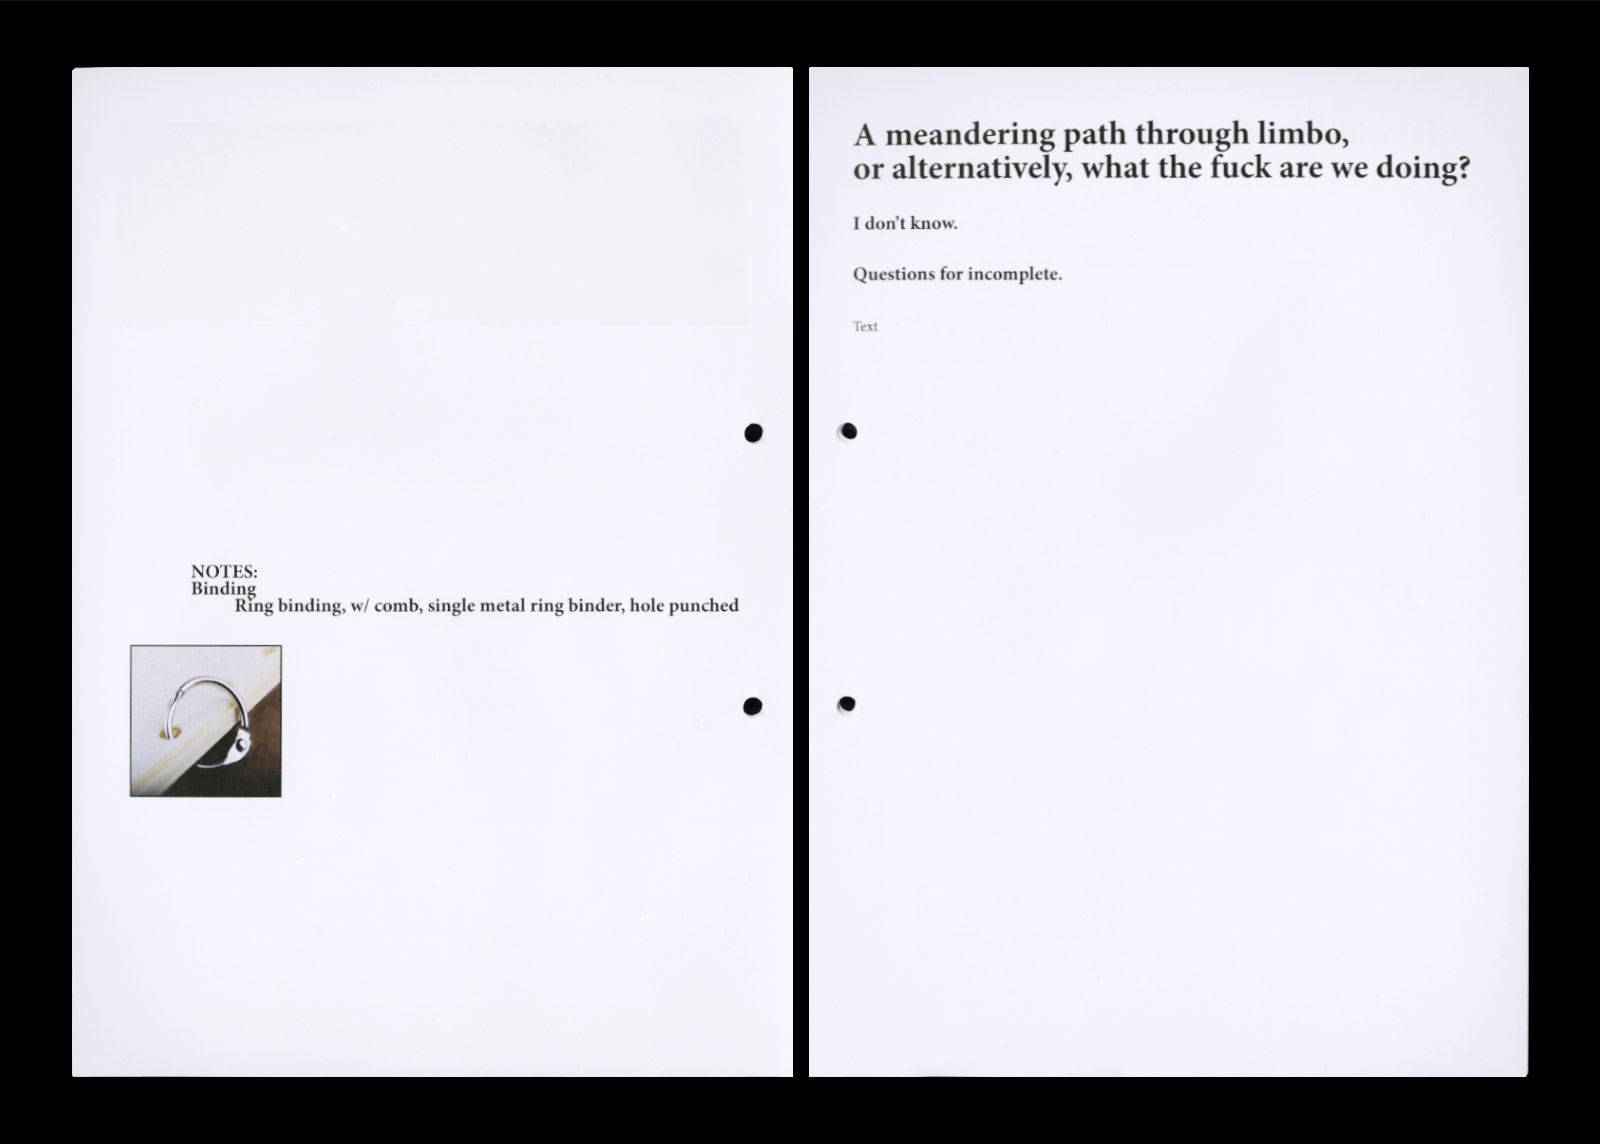 NOTES:
Binding
Ring binding, w/ comb, single metal ring binder, hole punched
A meandering path through limbo,
or alternatively, what the fuck are we doing?
I don’t know.
Questions for incomplete.
Text